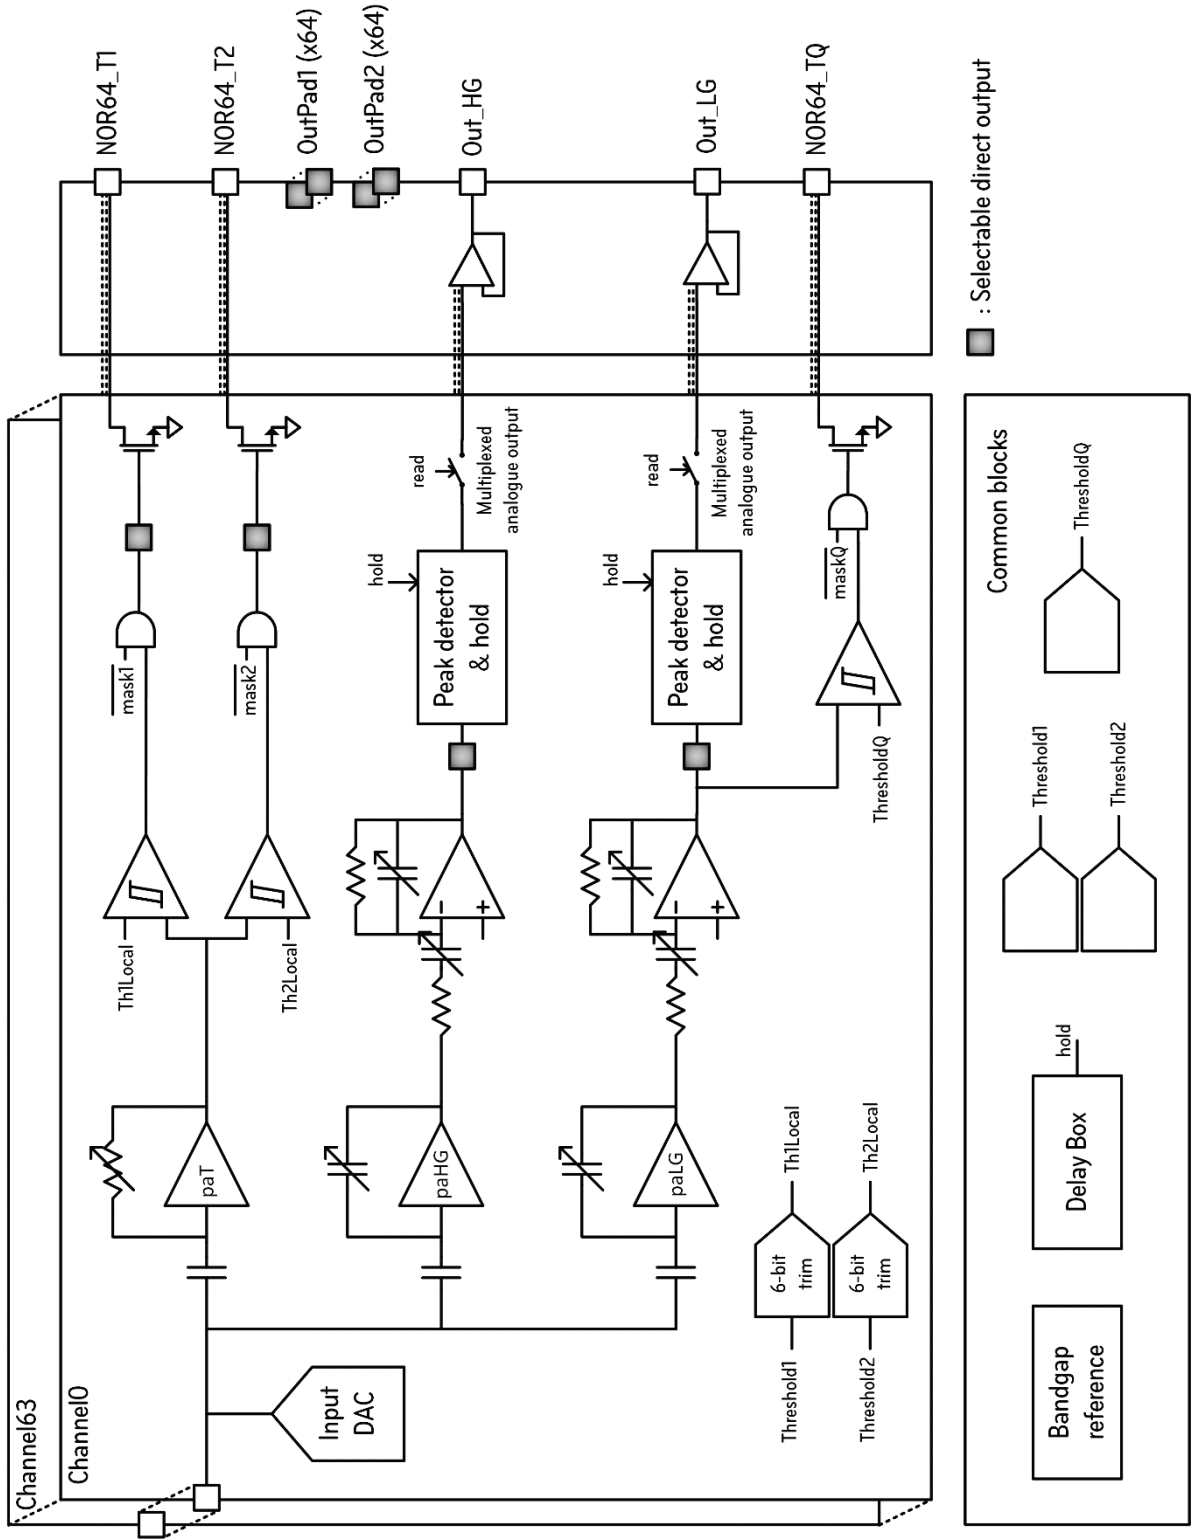 Channel63
Channel0
Input
DAC
paT
paHG
paLG
Th1Local
Th2Local
mask1
mask2
hold
Peak detector
& hold
read
Multiplexed
analogue output
hold
Peak detector
& hold
read
Multiplexed
analogue output
ThresholdQ
maskQ
Threshold1
6-bit
trim
Th1Local
Threshold2
6-bit
trim
Th2Local
NOR64_T1
NOR64_T2
OutPad1 (x64)
OutPad2 (x64)
Out_HG
Out_LG
NOR64_TQ
: Selectable direct output
Common blocks
Bandgap
reference
Delay Box
hold
Threshold1
Threshold2
ThresholdQ